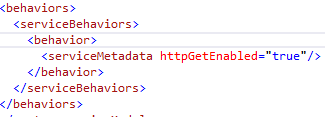 <behaviors>
<serviceBehaviors>
<behavior>
<serviceMetadata httpGetEnabled="true"/>
</behavior>
</serviceBehaviors>
</behaviors>